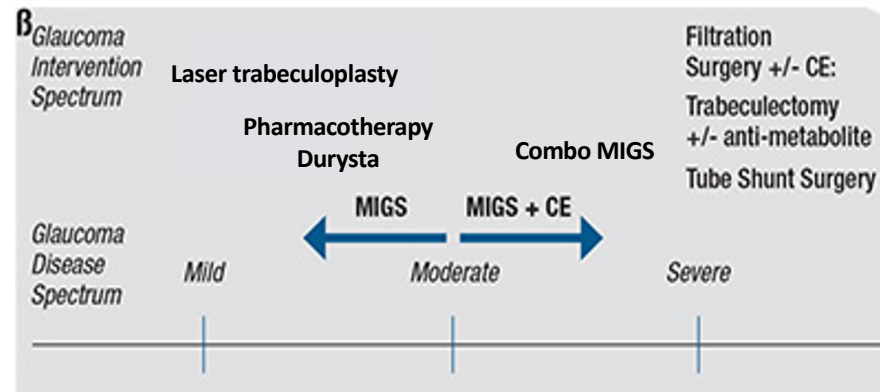 ß
Glaucoma
Intervention
Spectrum
Laser trabeculoplasty
Pharmacotherapy
Durysta
Combo MIGS
Filtration
Surgery +/- CE:
Trabeculectomy
+/- anti-metabolite
Tube Shunt Surgery
MIGS
MIGS + CE
Glaucoma
Disease
Spectrum
Mild
Moderate
Severe